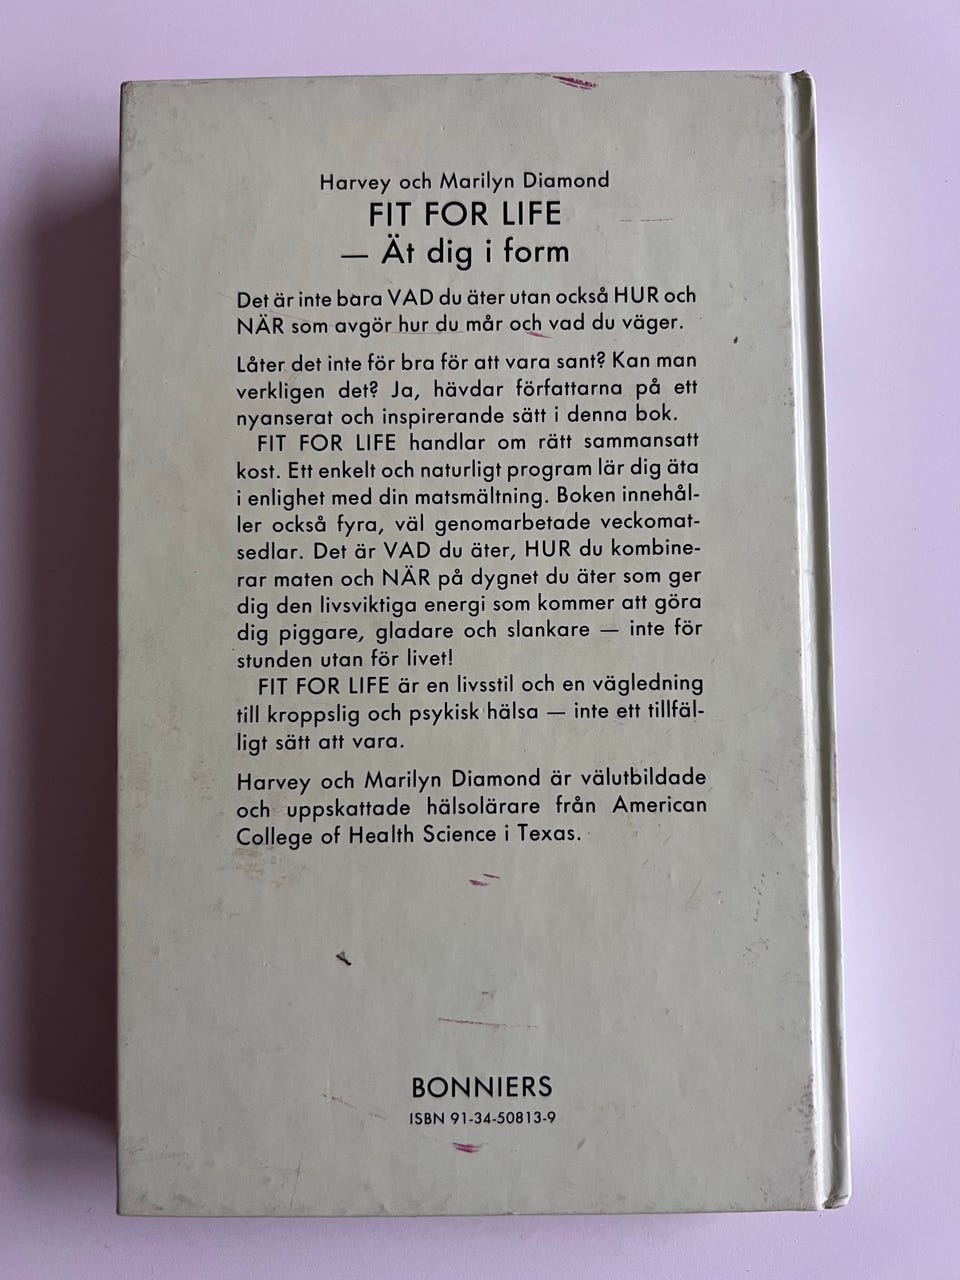 Harvey och Marilyn Diamond
FIT FOR LIFE
— Ät dig i form
Det är inte bara VAD du äter utan också HUR och
NÄR som avgör hur du mår och vad du väger.
Låter det inte för bra för att vara sant? Kan man
verkligen det? Ja, hävdar författarna på ett
nyanserat och inspirerande sätt i denna bok.
FIT FOR LIFE handlar om rätt sammansatt
kost. Ett enkelt och naturligt program lär dig äta
i enlighet med din matsmältning. Boken innehål-
ler också fyra, väl genomarbetade veckomat-
sedlar. Det är VAD du äter, HUR du kombine-
rar maten och NÄR på dygnet du äter som ger
dig den livsviktiga energi som kommer att göra
dig piggare, gladare och slankare — inte för
stunden utan för livet!
FIT FOR LIFE är en livsstil och en vägledning
till kroppslig och psykisk hälsa — inte ett tillfäl-
ligt sätt att vara.
Harvey och Marilyn Diamond är välutbildade
och uppskattade hälsolärare från American
College of Health Science i Texas.
BONNIERS
ISBN 91-34-50813-9